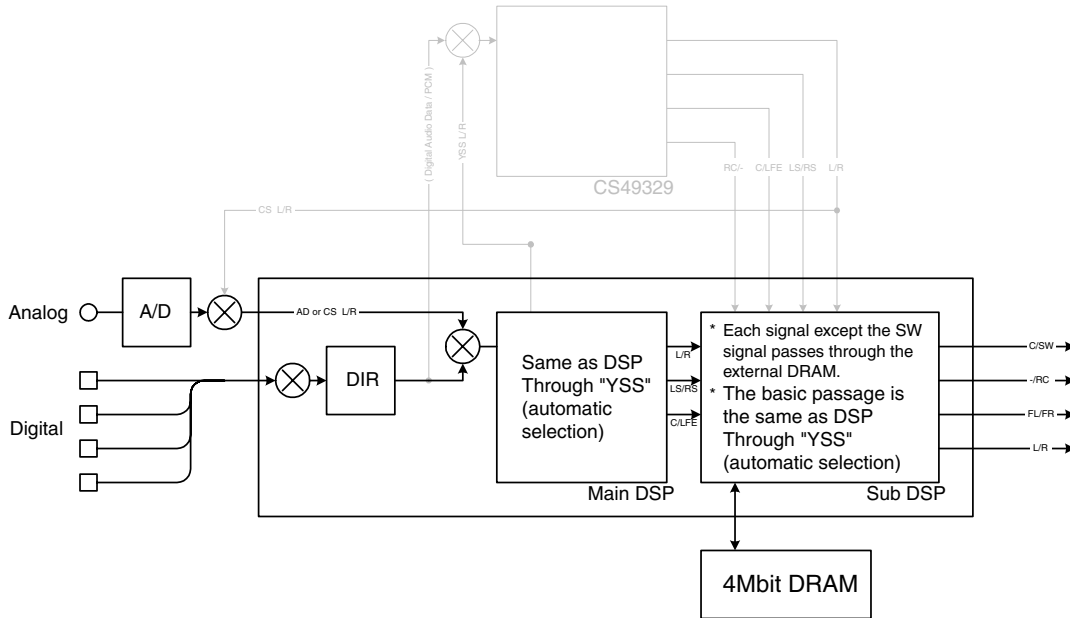 ( Digital Audio Data / PCM )
YSS L/R
RC/-
C/LFE
LS/RS
L/R
CS49329
CS L/R
Analog
A/D
AD or CS L/R
DIR
Digital
Same as DSP
Through "YSS"
(automatic
selection)
Main DSP
L/R
LS/RS
C/LFE
* Each signal except the SW
signal passes through the
external DRAM.
* The basic passage is
the same as DSP
Through "YSS"
(automatic selection)
Sub DSP
C/SW
-/RC
FL/FR
L/R
4Mbit DRAM